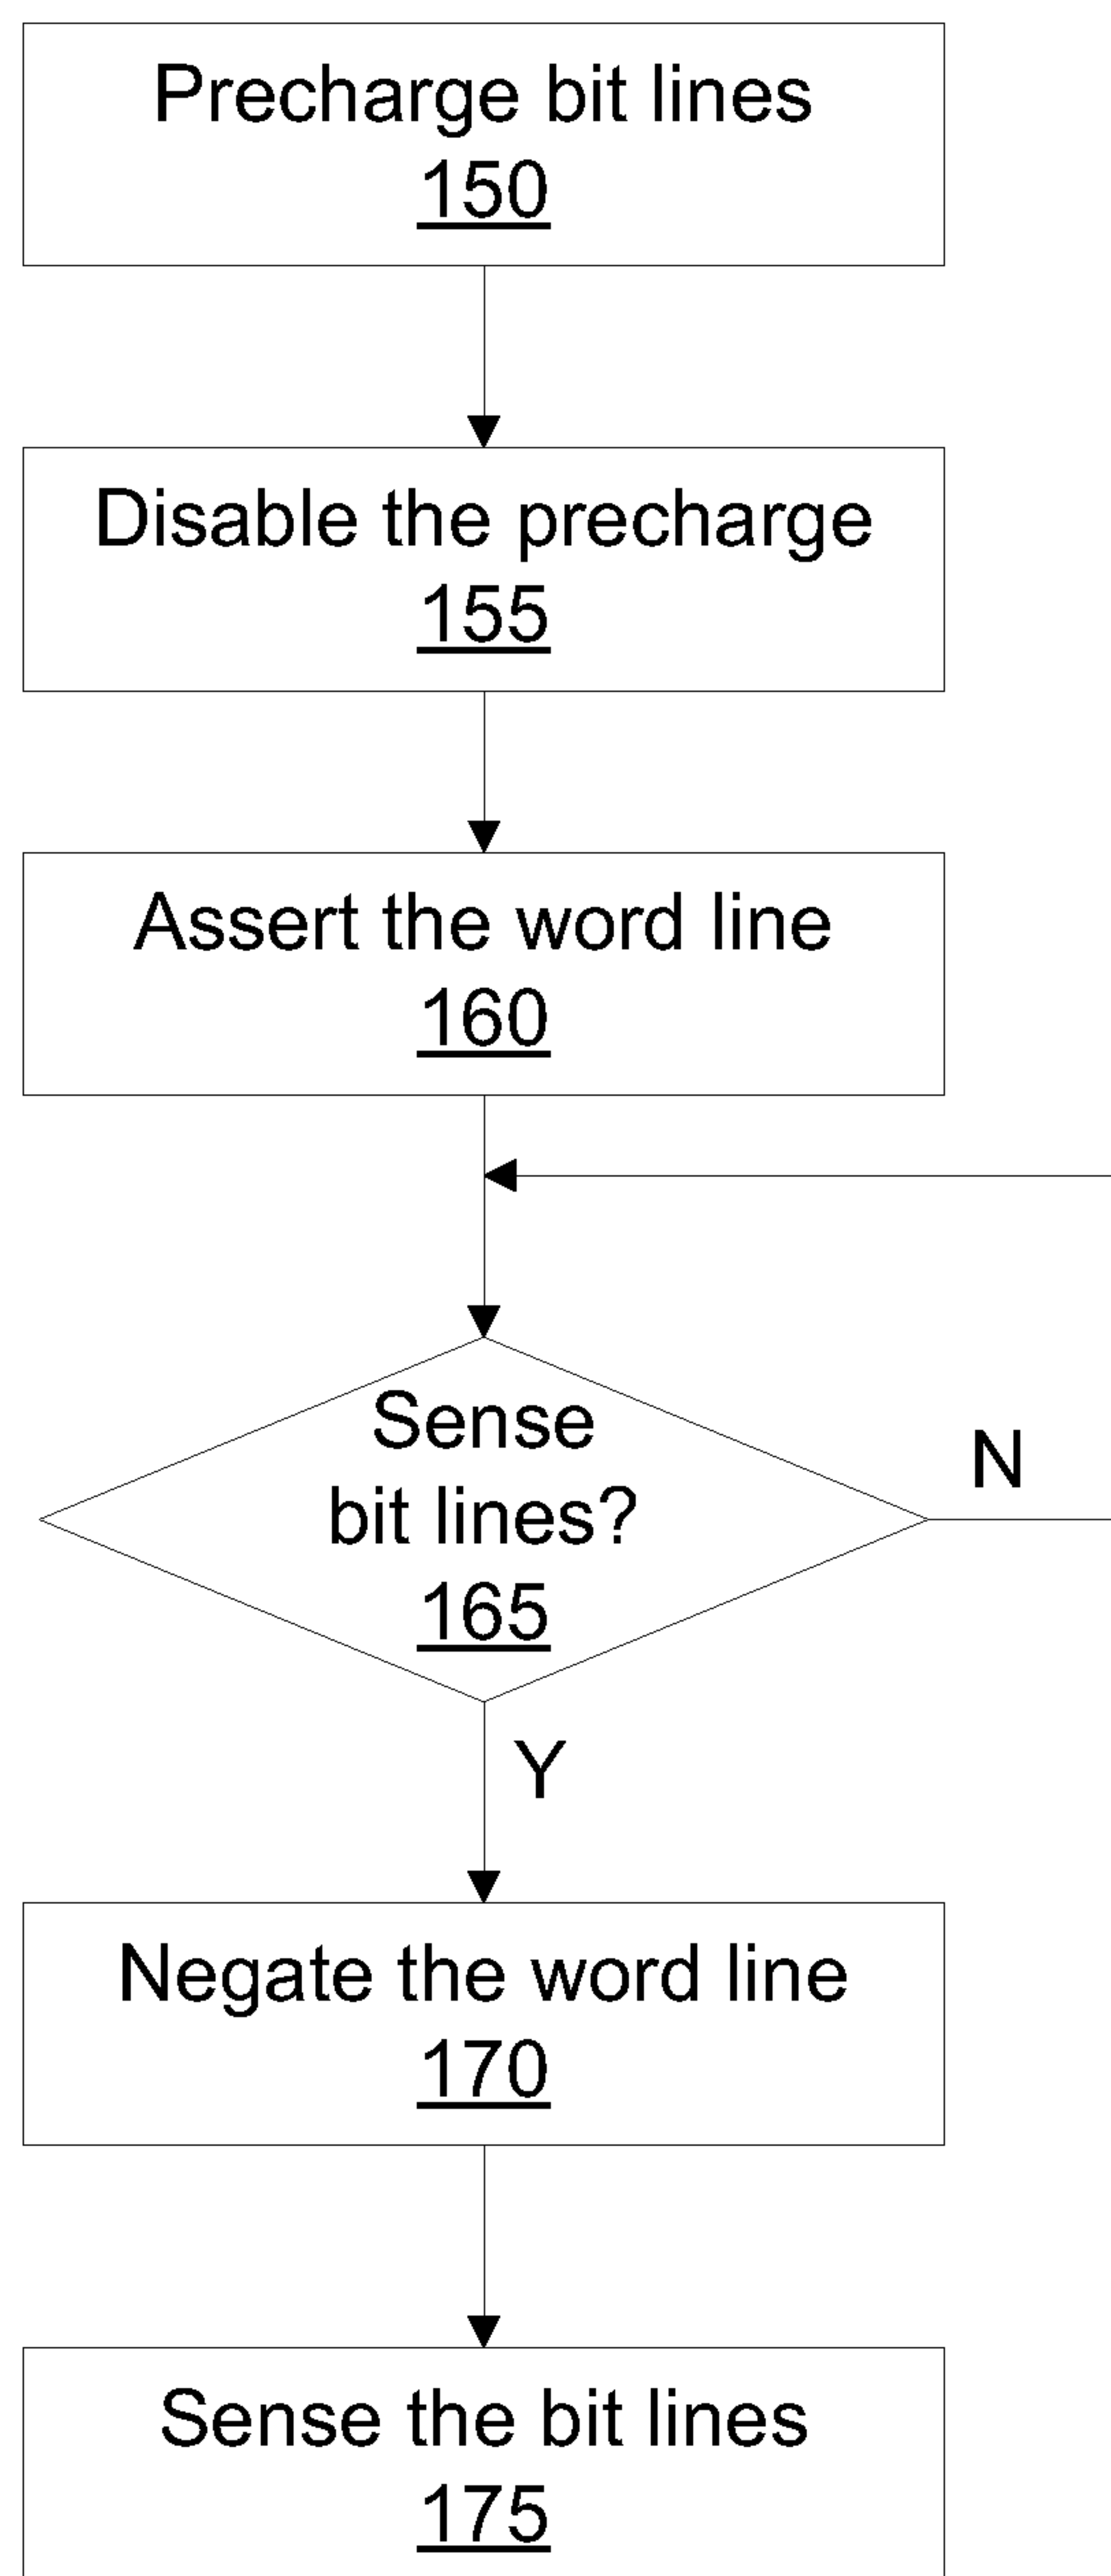 Precharge bit lines
150
Disable the precharge
155
Assert the word line
160
Sense
bit lines?
165
N
Y
Negate the word line
170
Sense the bit lines
175